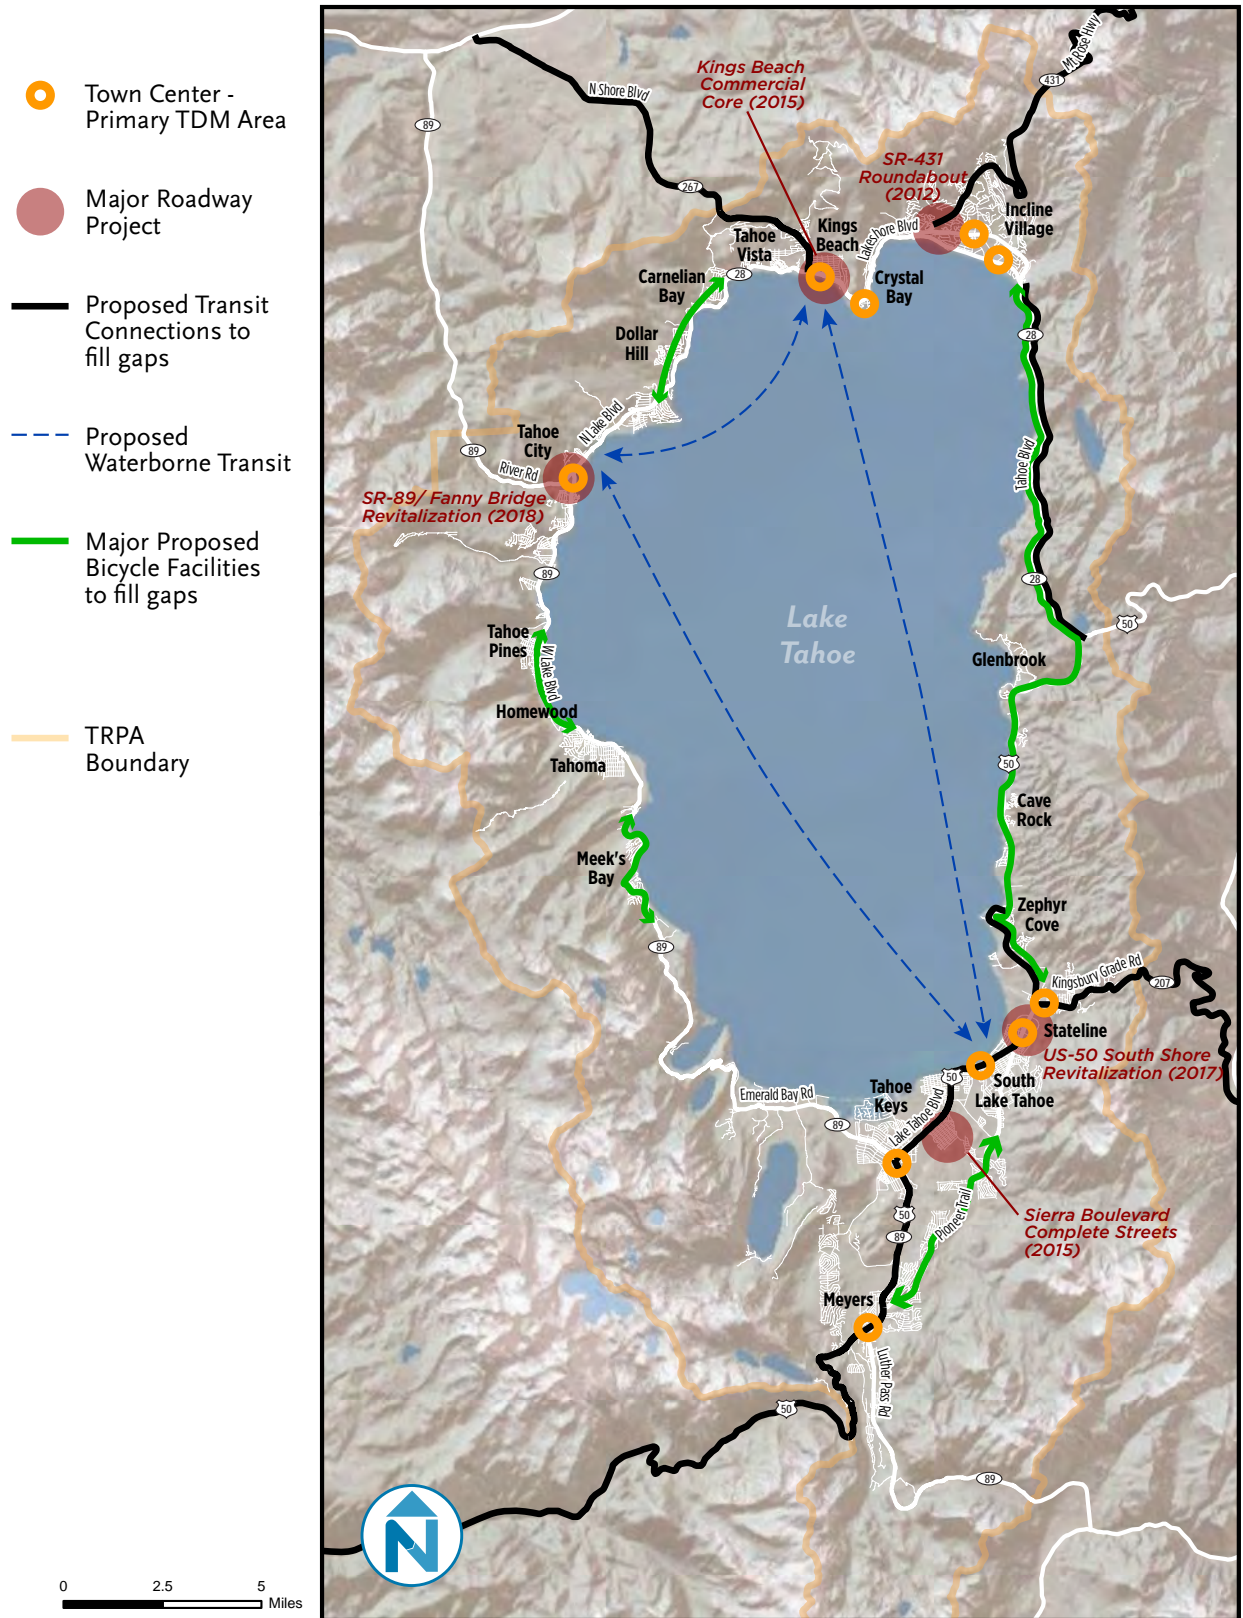 Town Center -
Primary TDM Area
Major Roadway
Project
Proposed Transit
Connections to
fill gaps
Proposed
Waterborne Transit
Major Proposed
Bicycle Facilities
to fill gaps
TRPA
Boundary
0 2.5 5
Miles
Mt Rose Hwy
431
Kings Beach
Commercial
Core (2015)
N Shore Blvd
89
267
SR-431
Roundabout
(2012)
Incline
Village
Lakeshore Blvd
Kings
Beach
Tahoe
Vista
28
Carnelian
Bay
Crystal
Bay
Dollar
Hill
28
N Lake Blvd
Tahoe
City
89
River Rd
Tahoe Blvd
SR-89/ Fanny Bridge
Revitalization (2018)
89
28
Lake
Tahoe
50
Tahoe
Pines
W Lake Blvd
Glenbrook
Homewood
Tahoma
50
Cave
Rock
Meek's
Bay
Zephyr
Cove
89
Kingsbury Grade Rd
207
Stateline
US-50 South Shore
Revitalization (2017)
50
South
Lake Tahoe
Tahoe
Keys
Emerald Bay Rd
89
Lake Tahoe Blvd
Pioneer Trail
50
89
Sierra Boulevard
Complete Streets
(2015)
Meyers
Luther Pass Rd
50
89
N